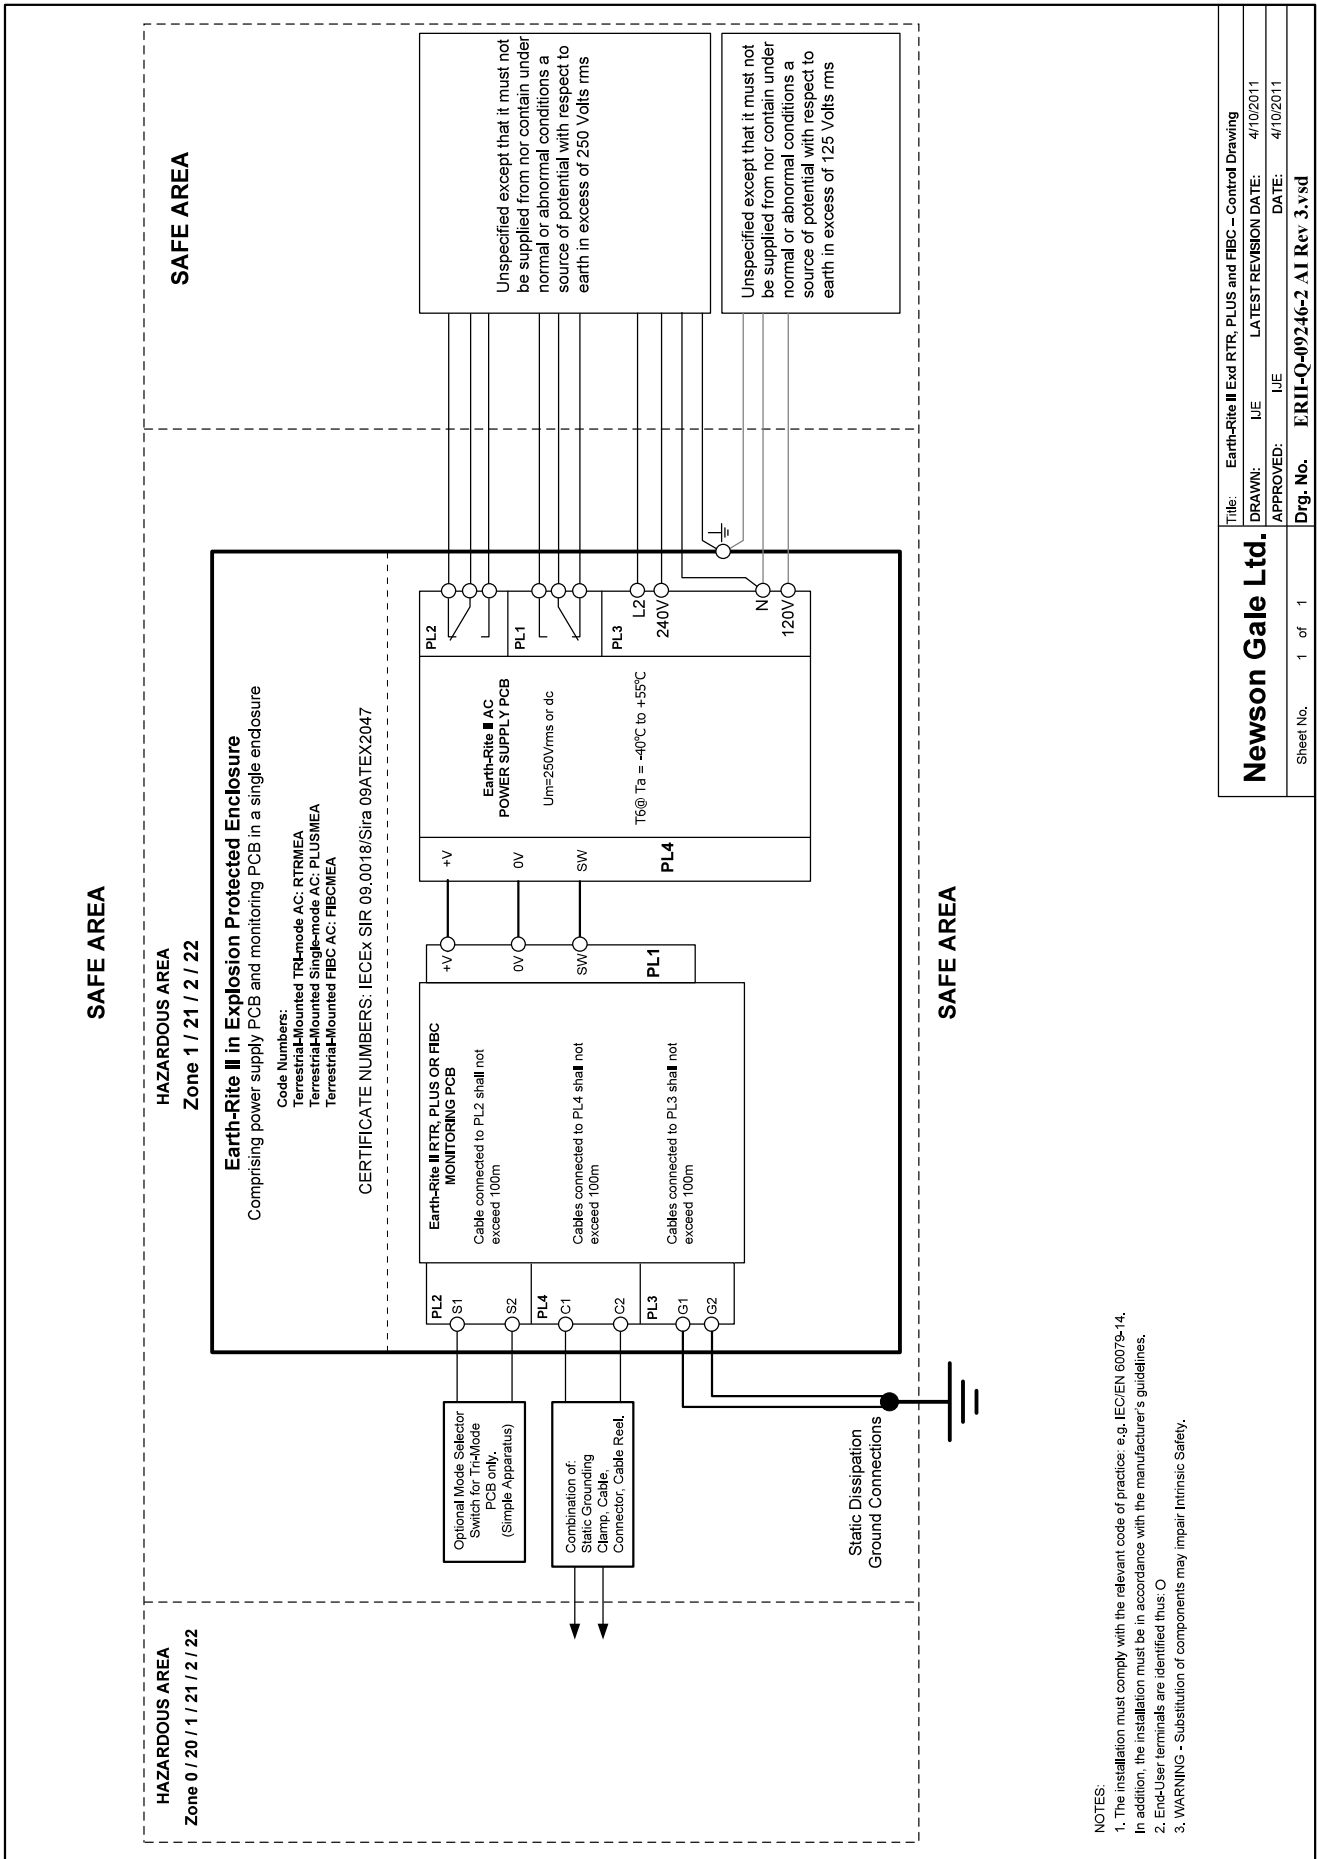 SAFE AREA
HAZARDOUS AREA
Zone 0 / 20 / 1 / 21 / 2 / 22
HAZARDOUS AREA
Zone 1 / 21 / 2 / 22
SAFE AREA
Earth-Rite II in Explosion Protected Enclosure
Comprising power supply PCB and monitoring PCB in a single enclosure
Code Numbers:
Terrestrial-Mounted TRI-mode AC: RTRMEA
Terrestrial-Mounted Single-mode AC: PLUSMEA
Terrestrial-Mounted FIBC AC: FIBCMEA
CERTIFICATE NUMBERS: IECEx SIR 09.0018/Sira 09ATEX2047
Optional Mode Selector
Switch for Tri-Mode
PCB only.
(Simple Apparatus)
Combination of:
Static Grounding
Clamp, Cable,
Connector, Cable Reel.
Static Dissipation
Ground Connections
PL2
S1
S2
PL4
C1
C2
PL3
G1
G2
Earth-Rite II RTR, PLUS OR FIBC
MONITORING PCB
Cable connected to PL2 shall not
exceed 100m
Cables connected to PL4 shall not
exceed 100m
Cables connected to PL3 shall not
exceed 100m
+V
0V
SW
PL1
+V
0V
SW
PL4
Earth-Rite II AC
POWER SUPPLY PCB
Um=250Vrms or dc
T6@ Ta = -40ºC to +55ºC
PL2
PL1
PL3
L2
240V
N
120V
Unspecified except that it must not
be supplied from nor contain under
normal or abnormal conditions a
source of potential with respect to
earth in excess of 250 Volts rms
Unspecified except that it must not
be supplied from nor contain under
normal or abnormal conditions a
source of potential with respect to
earth in excess of 125 Volts rms
SAFE AREA
NOTES:
1. The installation must comply with the relevant code of practice: e.g. IEC/EN 60079-14.
In addition, the installation must be in accordance with the manufacturer's guidelines.
2. End-User terminals are identified thus: O
3. WARNING - Substitution of components may impair Intrinsic Safety.
Newson Gale Ltd.
Sheet No. 1 of 1
Title: Earth-Rite II Exd RTR, PLUS and FIBC – Control Drawing
DRAWN: IJE LATEST REVISION DATE: 4/10/2011
APPROVED: IJE DATE: 4/10/2011
Drg. No. ERII-Q-09246-2 AI Rev 3.vsd